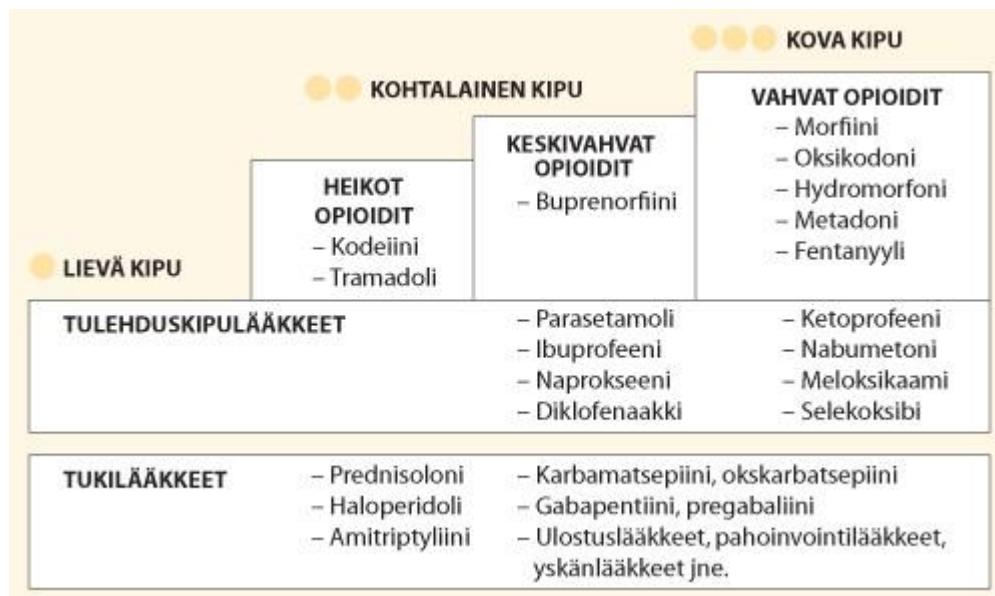 KOVA KIPU
KOHTALAINEN KIPU
VAHVAT OPIOIDIT
– Morfiini
– Oksikodoni
– Hydromorfoni
– Metadoni
– Fentanyyli
KESKIVAHVAT
OPIOIDIT
– Buprenorfiini
HEIKOT
OPIOIDIT
– Kodeiini
– Tramadoli
LIEVÄ KIPU
TULEHDUSKIPULÄÄKKEET
– Parasetamoli
– Ibuprofeeni
– Naprokseeni
– Diklofenaakki
– Ketoprofeeni
– Nabumetoni
– Meloksikaami
– Selekoksibi
TUKILÄÄKKEET
– Prednisoloni
– Haloperidoli
– Amitriptyliini
– Karbamatsepiini, okskarbatsepiini
– Gabapentiini, pregabaliini
– Ulostuslääkkeet, pahoinvointilääkkeet,
yskänlääkkeet jne.